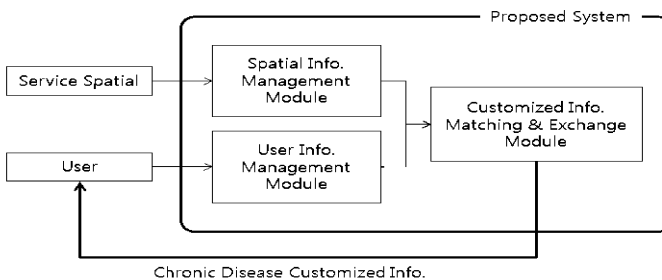 Proposed System
Service Spatial
Spatial Info.
Management
Module
Customized Info.
Matching & Exchange
Module
User
User Info.
Management
Module
Chronic Disease Customized Info.